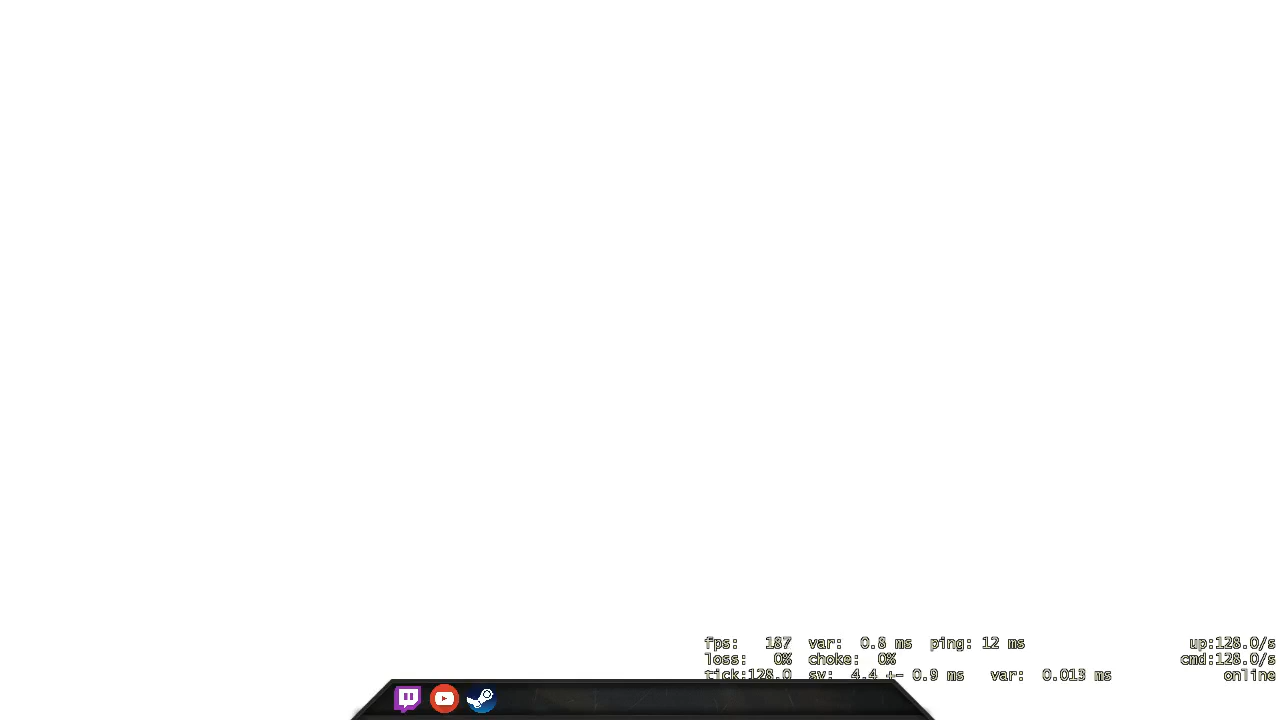 fps: 187 var: 0.8 ms ping: 12 ms up:128.0/s
loss: 0% choke: 0% cmd:128.0/s
tick:128.0 sv: 4.4 +- 0.9 ms var: 0.013 ms online